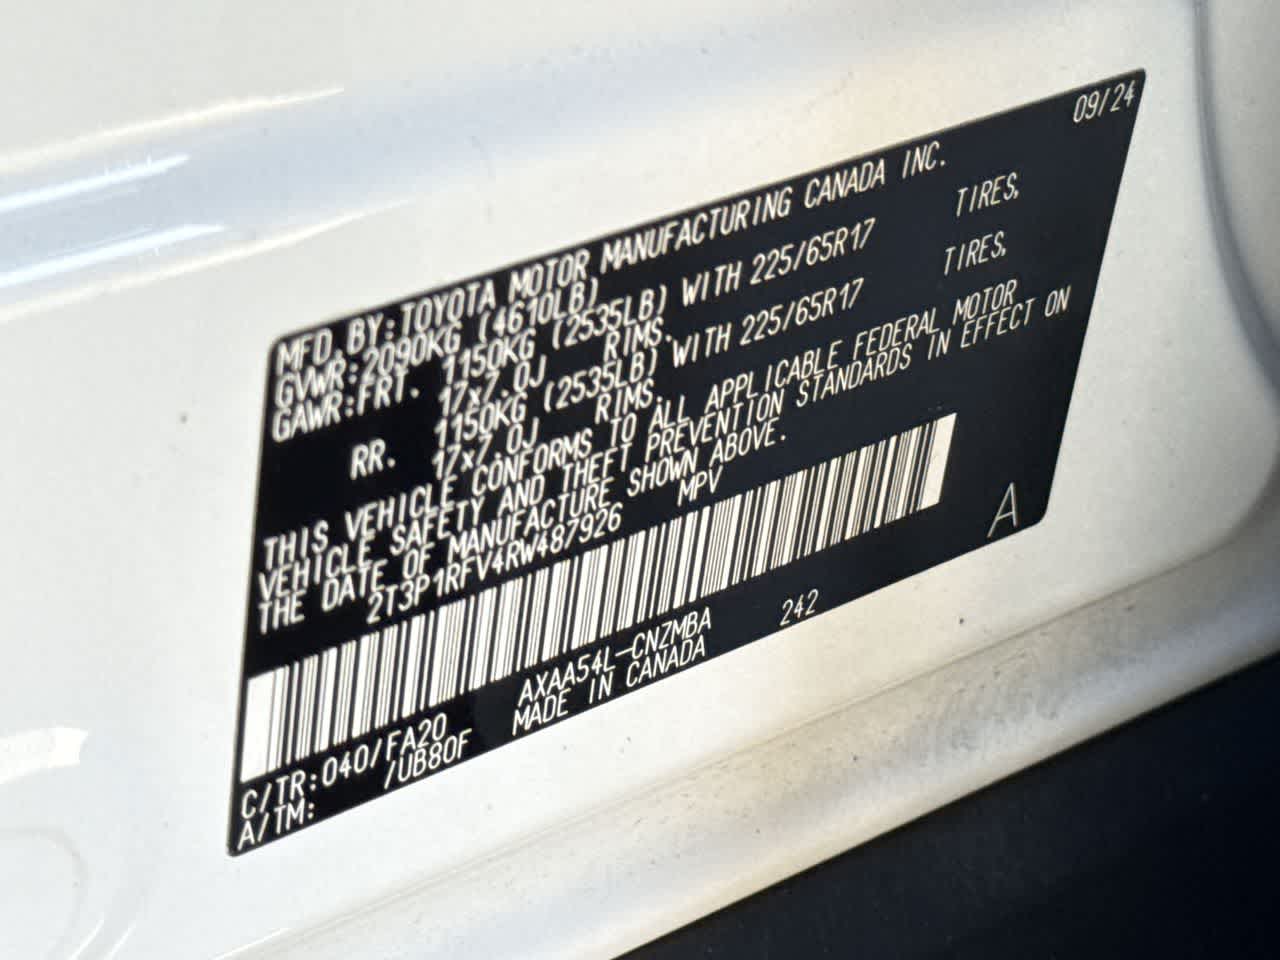 09/24
MFD. BY: TOYOTA MOTOR MANUFACTURING CANADA INC.
GVWR: 2090KG (4610LB)
GAWR: FRT. 1150KG (2535LB) WITH 225/65R17 TIRES,
17x7.0J RIMS.
RR. 1150KG (2535LB) WITH 225/65R17 TIRES,
17x7.0J RIMS.
THIS VEHICLE CONFORMS TO ALL APPLICABLE FEDERAL MOTOR
VEHICLE SAFETY AND THEFT PREVENTION STANDARDS IN EFFECT ON
THE DATE OF MANUFACTURE SHOWN ABOVE.
2T3P1RFV4RW487926 MPV
A
C/TR: 040/FA20 AXAA54L-CNZMBA 242
A/TM: /UB80F MADE IN CANADA